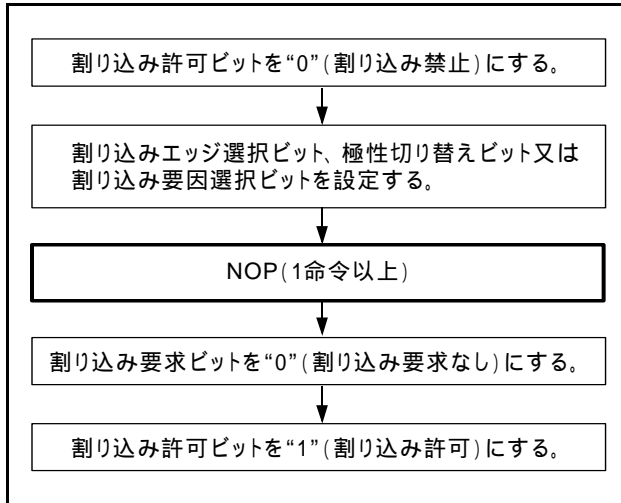 割り込み許可ビットを“0”(割り込み禁止)にする。
割り込みエッジ選択ビット、極性切り替えビット又は
割り込み要因選択ビットを設定する。
NOP(1命令以上)
割り込み要求ビットを“0”(割り込み要求なし)にする。
割り込み許可ビットを“1”(割り込み許可)にする。